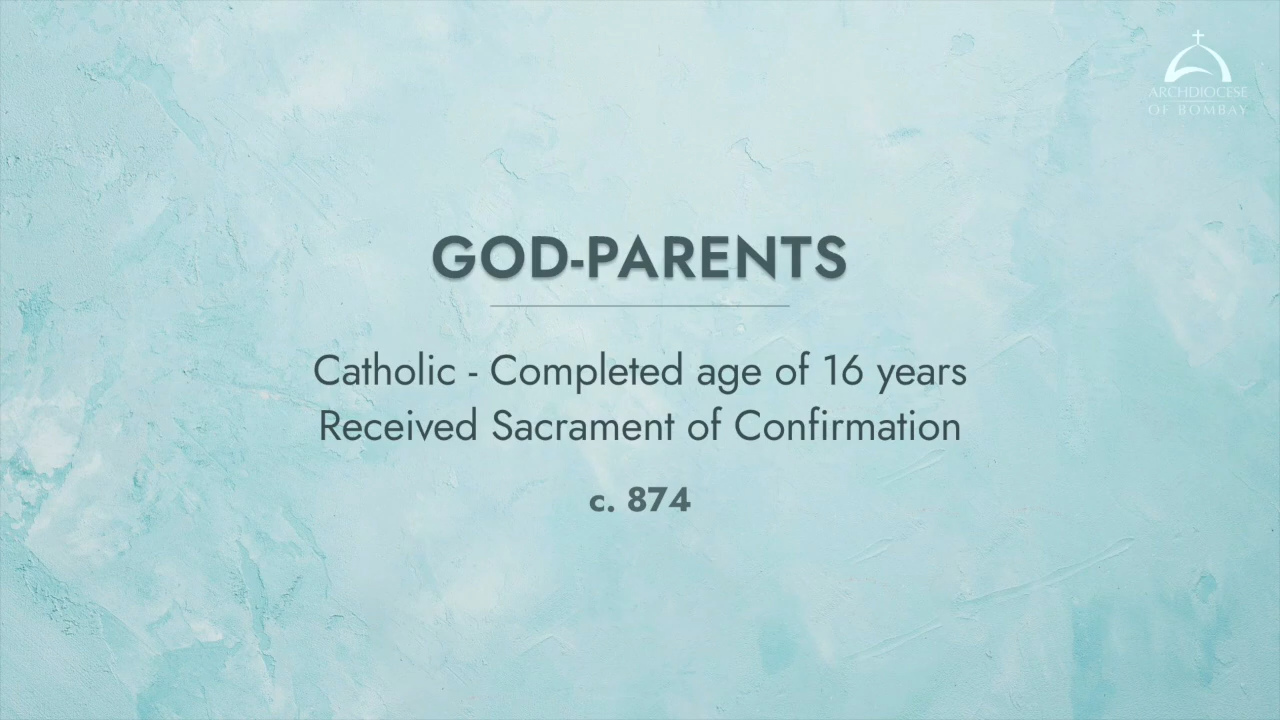 ARCHDIOCESE
OF BOMBAY
GOD-PARENTS
Catholic - Completed age of 16 years
Received Sacrament of Confirmation
c. 874